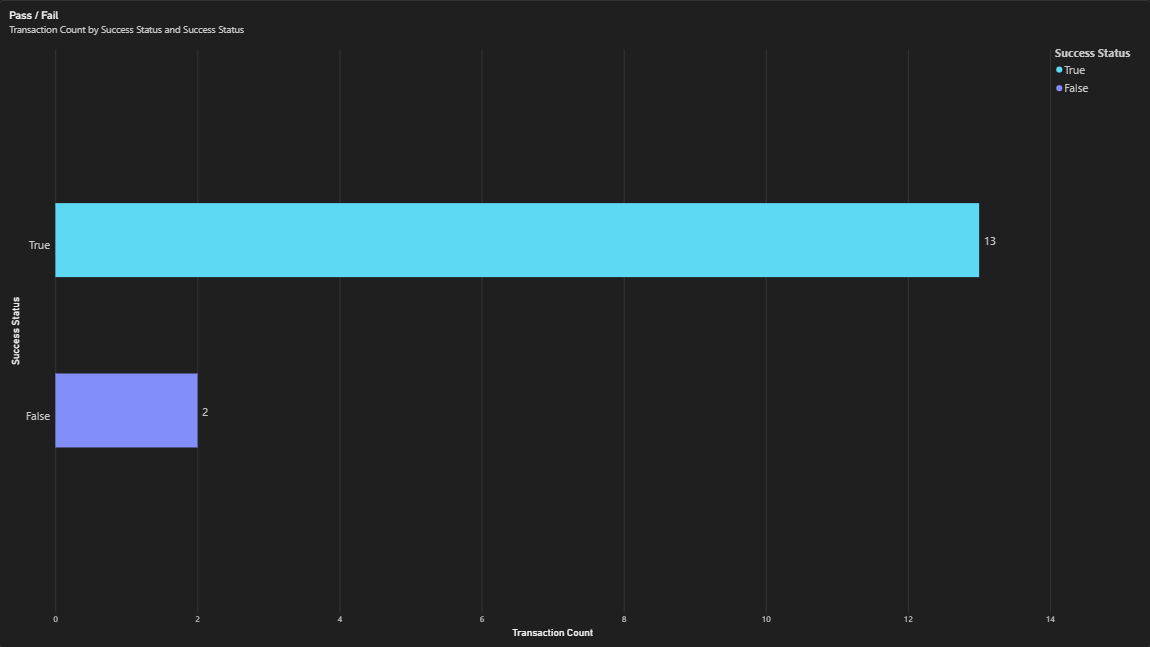 Pass / Fail
Transaction Count by Success Status and Success Status
Success Status
True
False
True
13
Success Status
False
2
0 2 4 6 8 10 12 14
Transaction Count